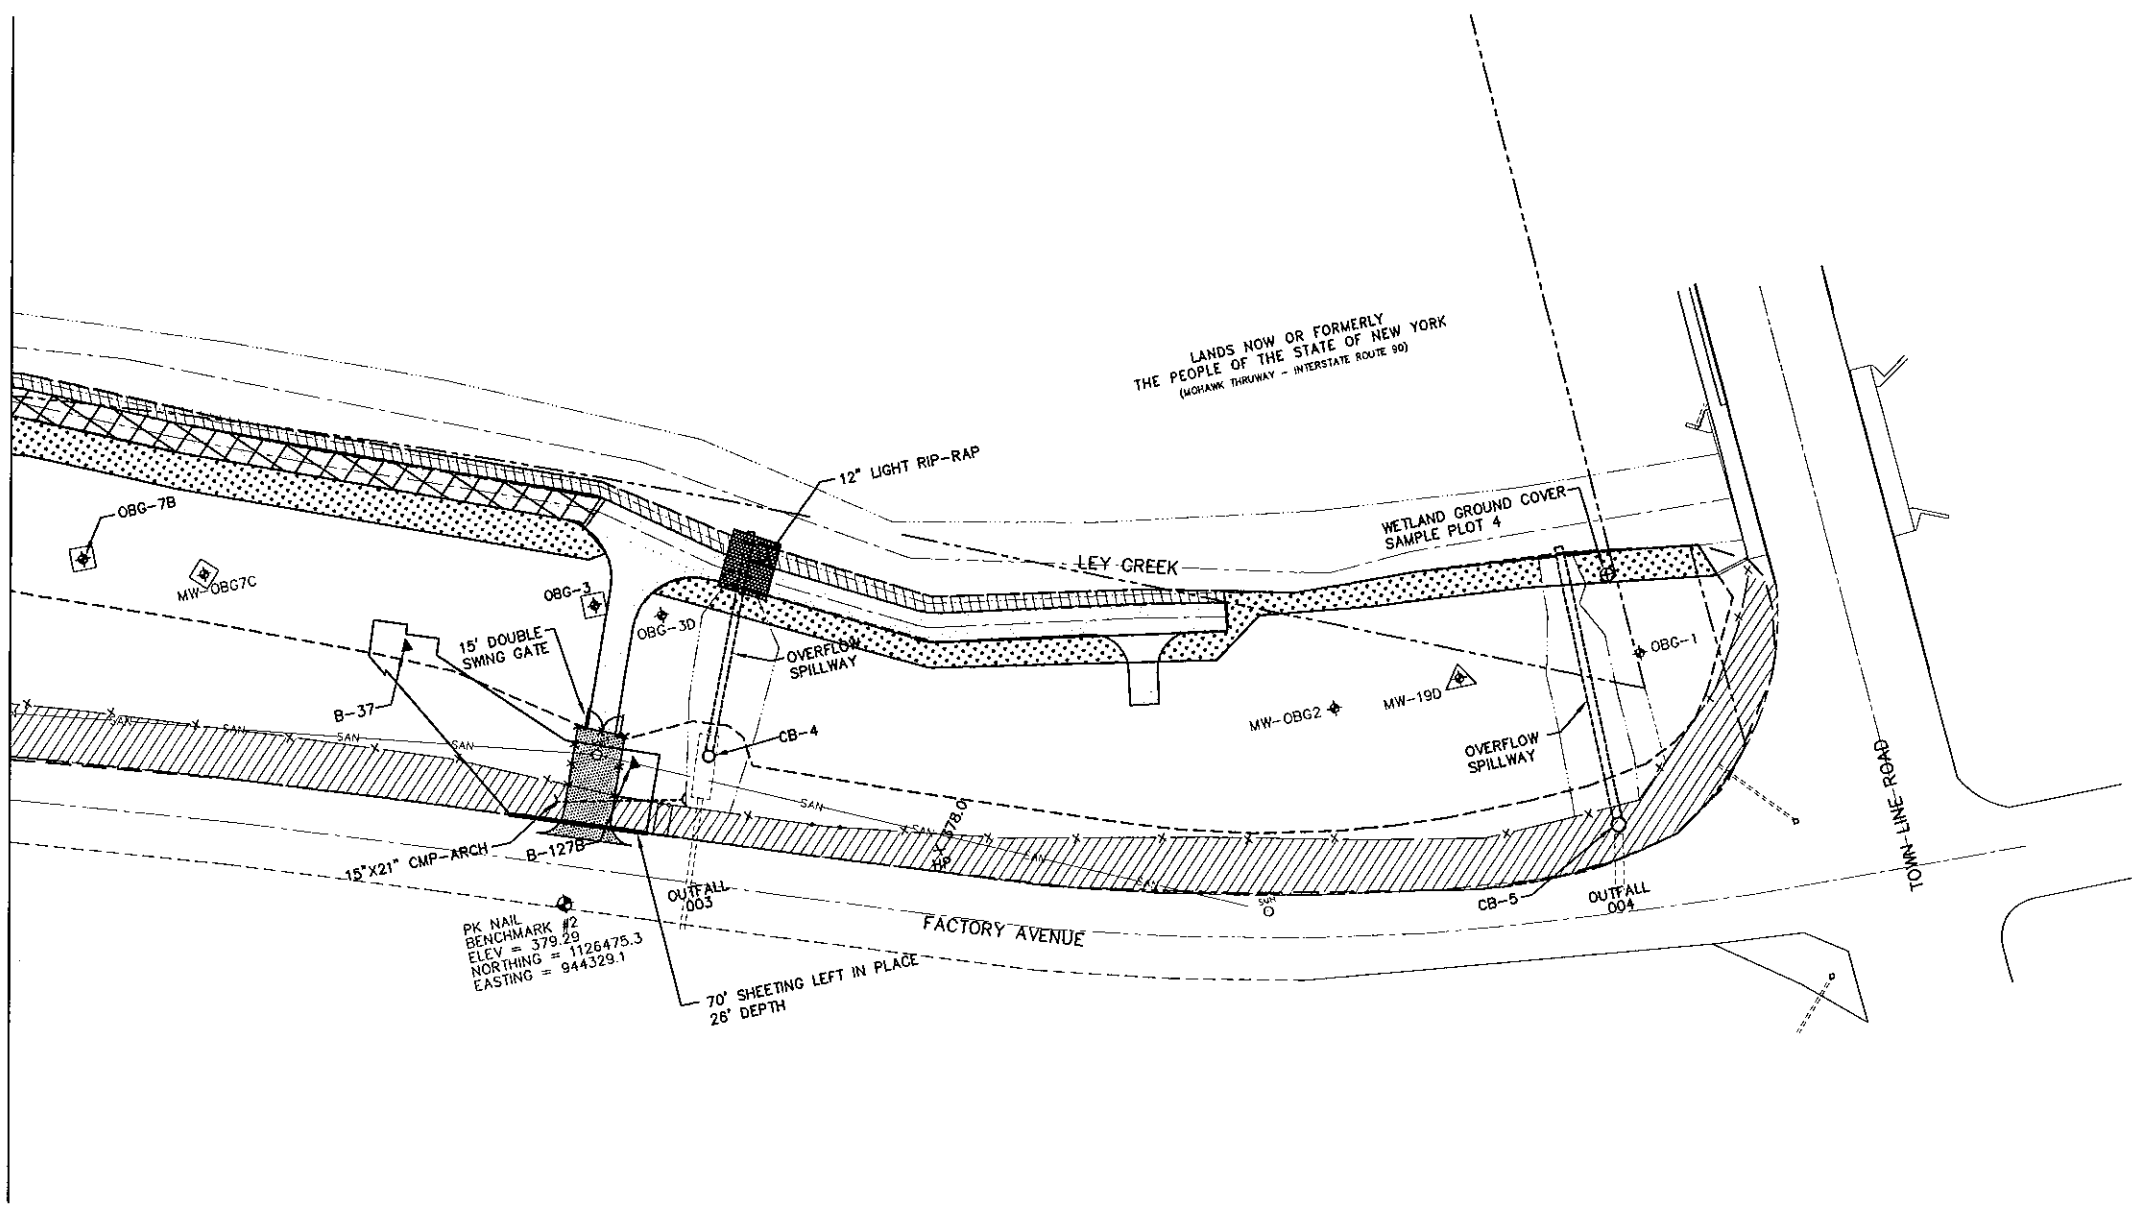 LANDS NOW OR FORMERLY
THE PEOPLE OF THE STATE OF NEW YORK
(MOHAWK THRUWAY - INTERSTATE ROUTE 90)
12" LIGHT RIP-RAP
OBG-7B
MW-OBG7C
WETLAND GROUND COVER
SAMPLE PLOT 4
LEY CREEK
OBG-3
OBG-3D
15' DOUBLE
SWING GATE
OVERFLOW
SPILLWAY
OBG-1
MW-19D
MW-OBG2
B-37
CB-4
OVERFLOW
SPILLWAY
SAN
SAN
SAN
SAN
SAN
SAN
SAN
SAN
378.0
HP
TOWN LINE ROAD
15"X21" CMP-ARCH
B-127B
OUTFALL
003
CB-5
OUTFALL
004
FACTORY AVENUE
PK NAIL
BENCHMARK #2
ELEV = 379.29
NORTHING = 1126475.3
EASTING = 944329.1
70' SHEETING LEFT IN PLACE
26' DEPTH